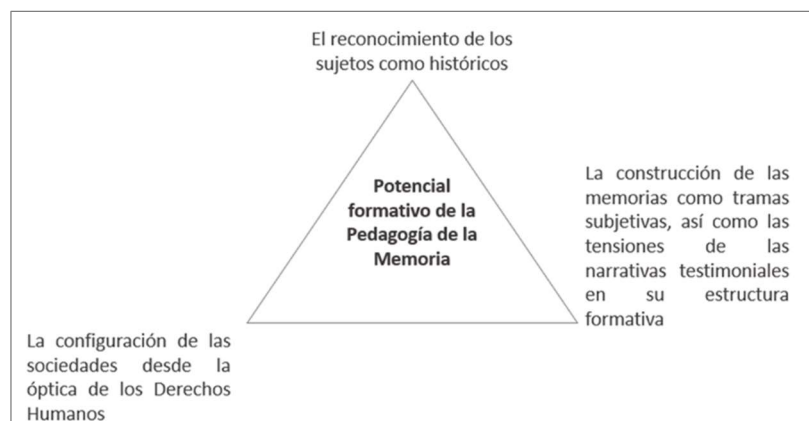 El reconocimiento de los
sujetos como históricos
Potencial
formativo de la
Pedagogía de la
Memoria
La construcción de las
memorias como tramas
subjetivas, así como las
tensiones de las
narrativas testimoniales
en su estructura
formativa
La configuración de las
sociedades desde la
óptica de los Derechos
Humanos